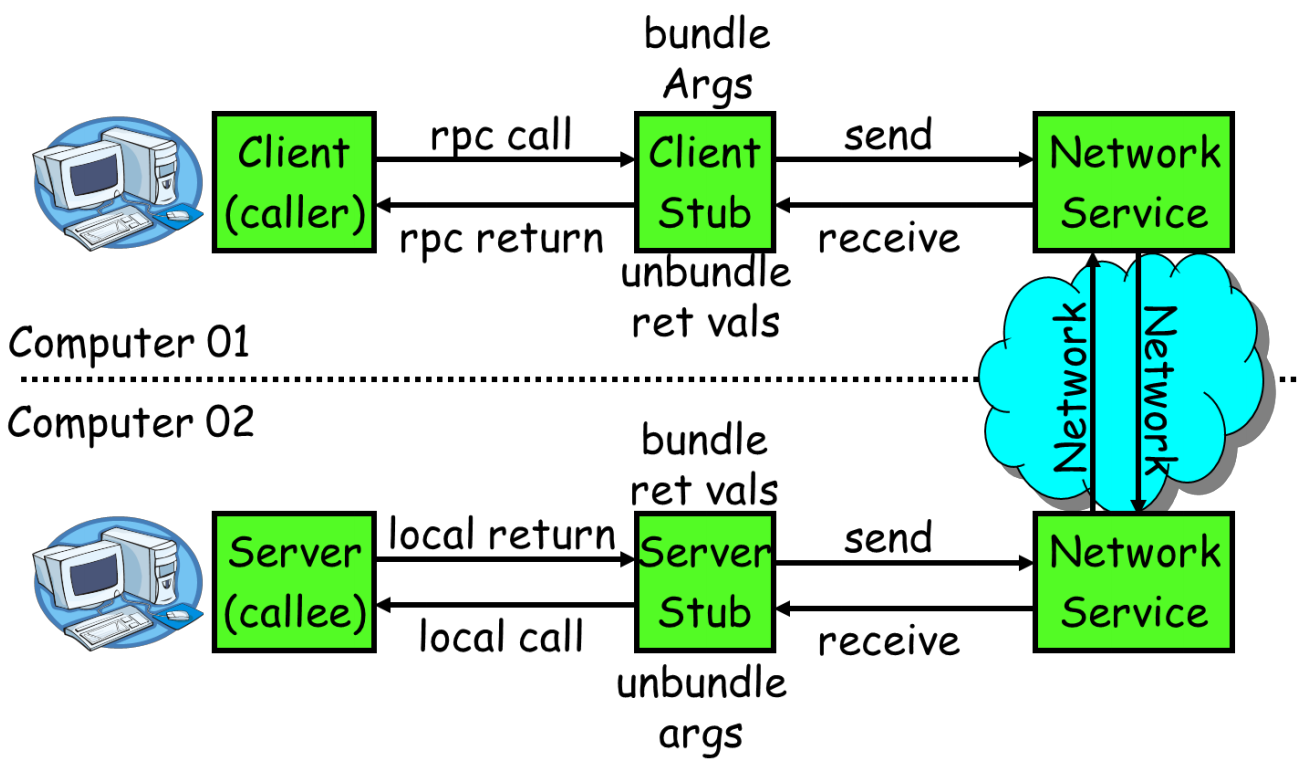 bundle
Args
Client
(caller)
rpc call
rpc return
Client
Stub
send
receive
Network
Service
unbundle
ret vals
Computer 01
Network
Network
Computer 02
bundle
ret vals
Server
(callee)
local return
local call
Server
Stub
send
receive
Network
Service
unbundle
args